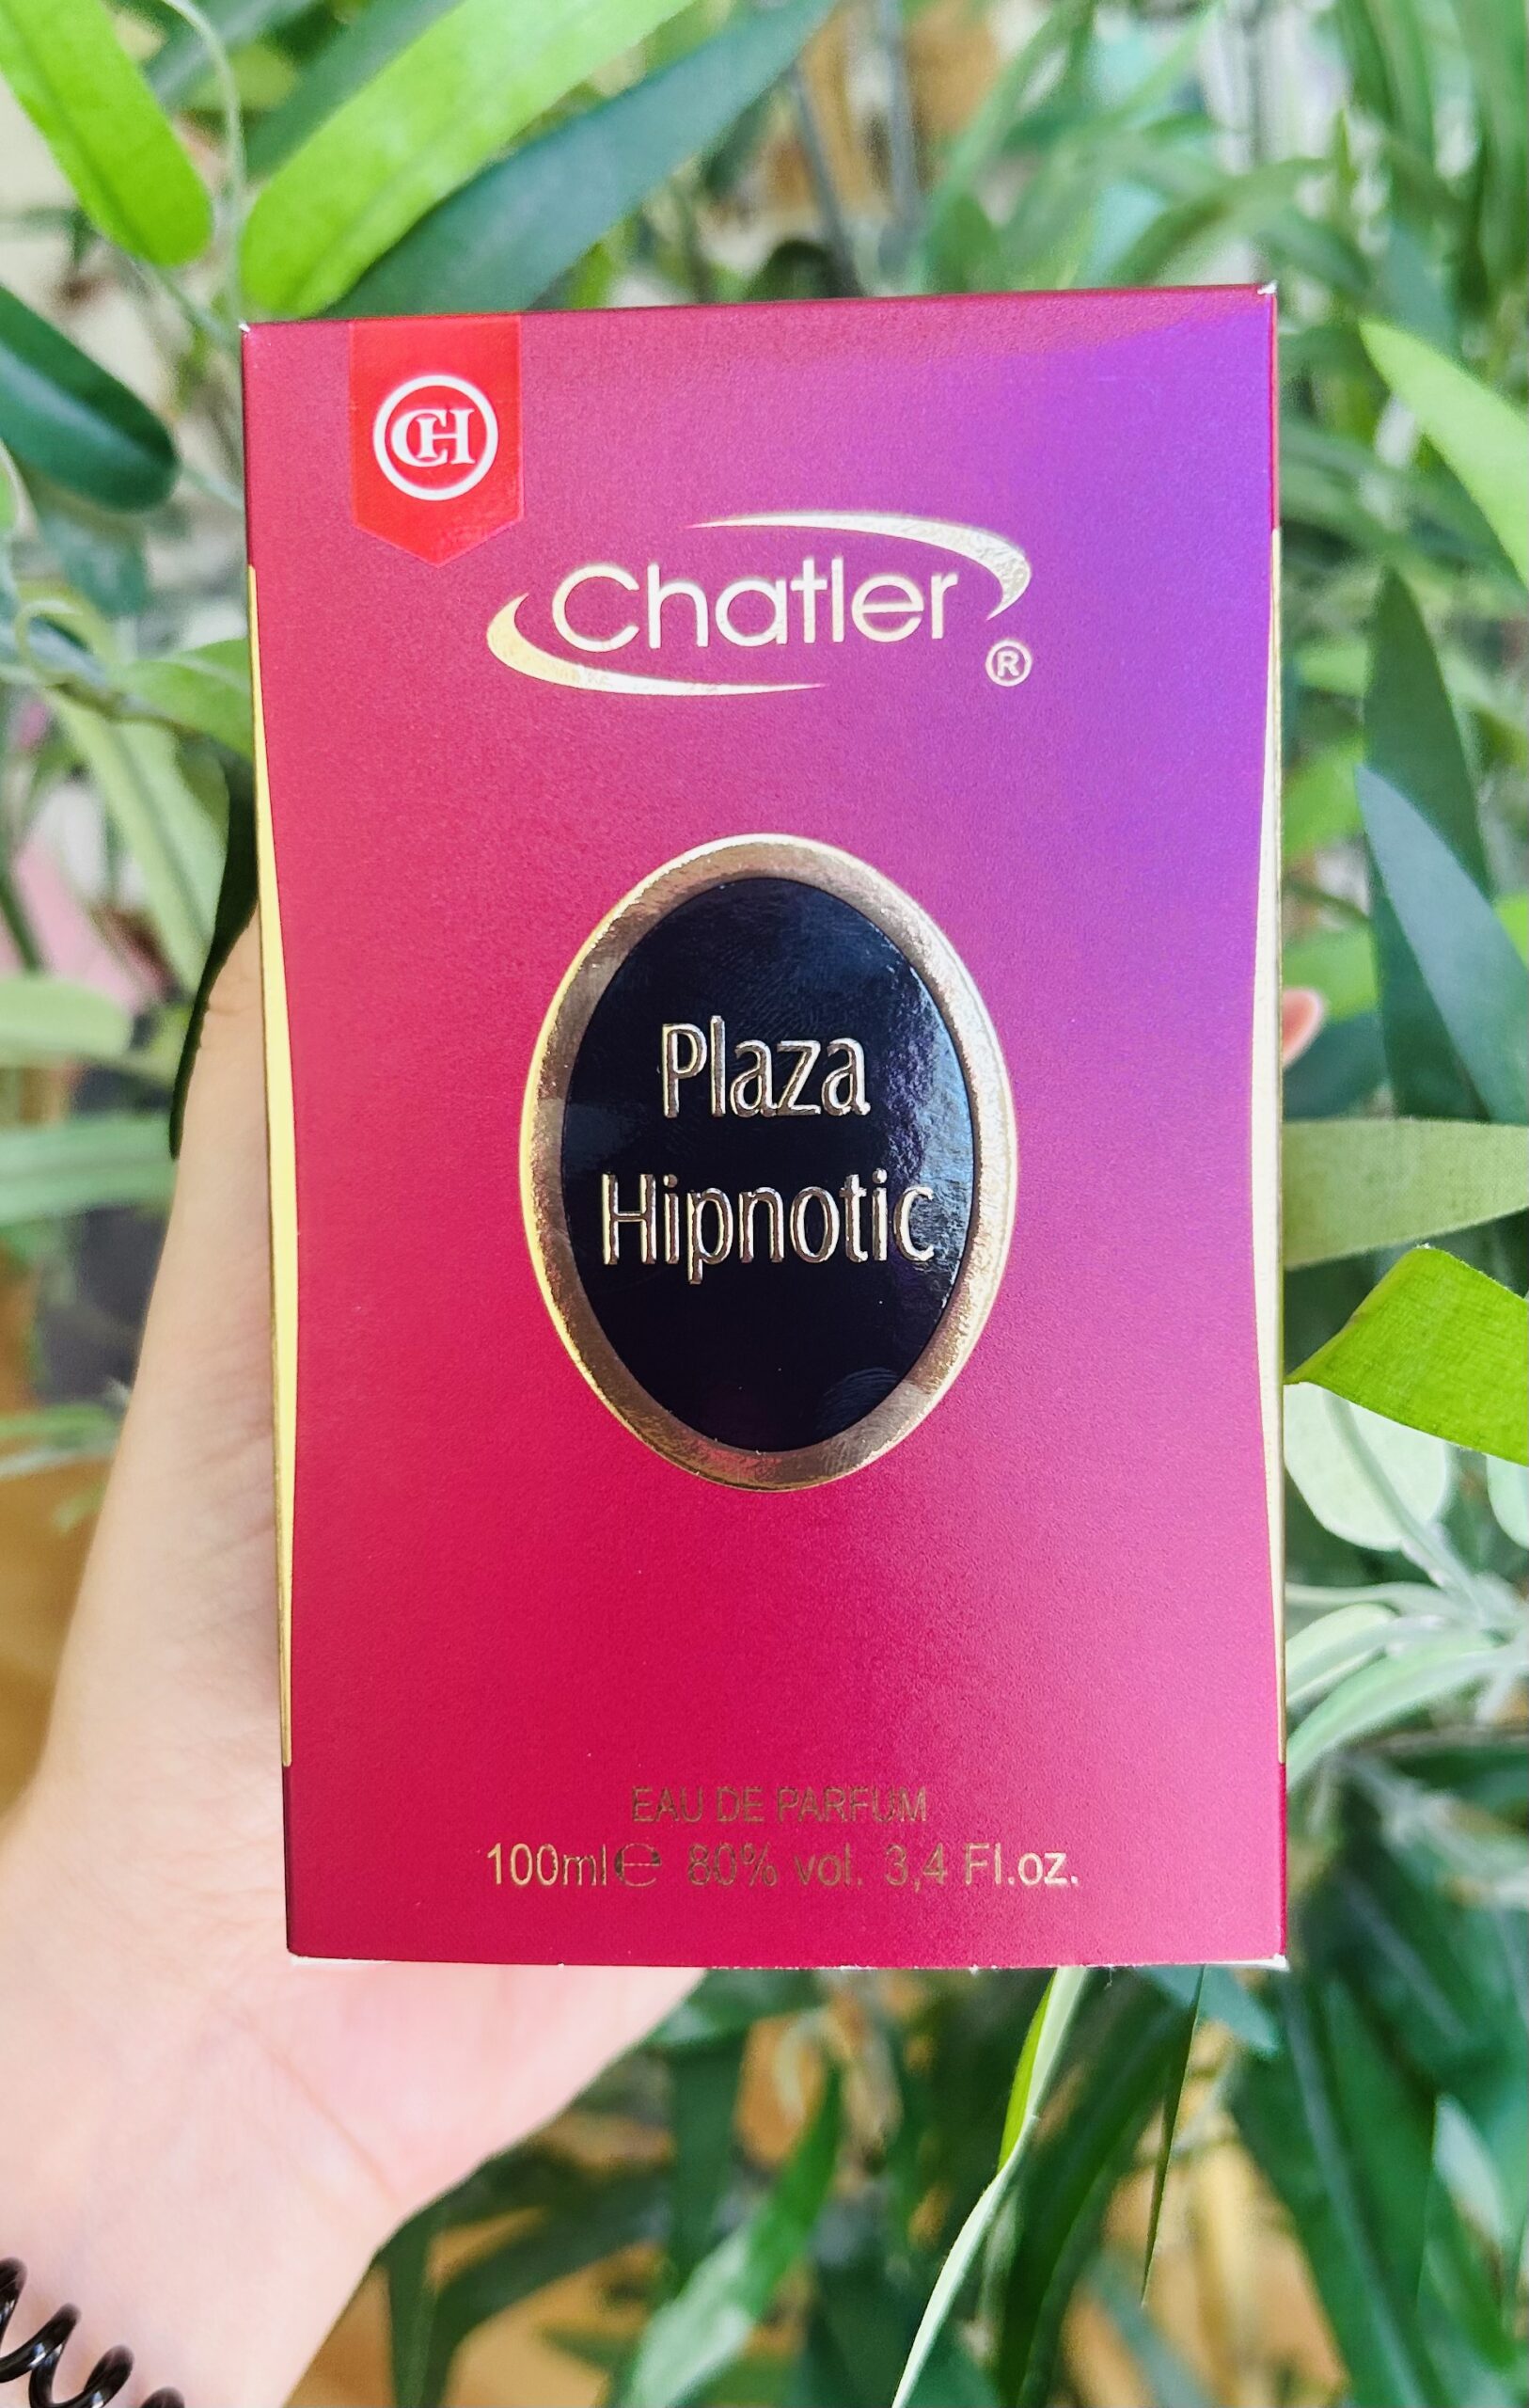 CH
Chatler
®
Plaza
Hipnotic
EAU DE PARFUM
100ml℮ 80% vol. 3,4 Fl.oz.